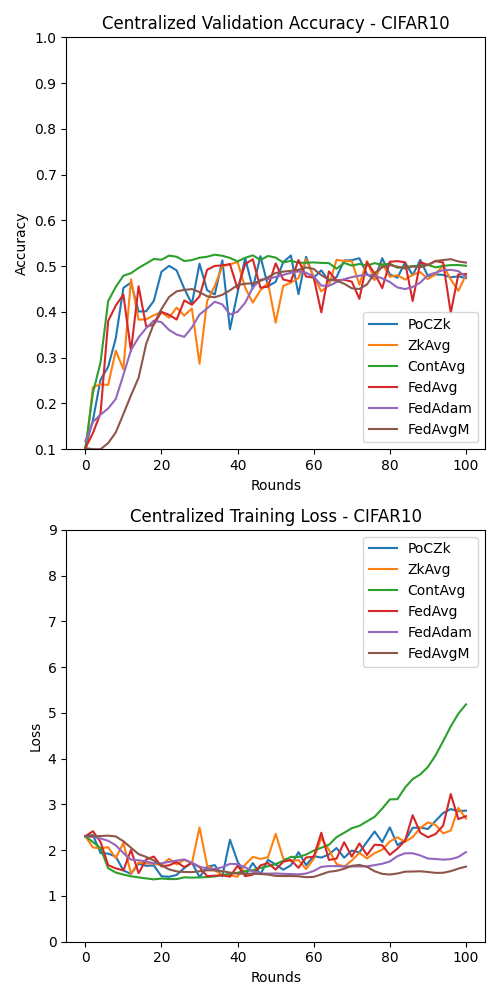 Centralized Validation Accuracy - CIFAR10
1.0
0.9
0.8
0.7
0.6
0.5
0.4
0.3
0.2
0.1
Accuracy
PoCZk
ZkAvg
ContAvg
FedAvg
FedAdam
FedAvgM
0 20 40 60 80 100
Rounds
Centralized Training Loss - CIFAR10
9
8
7
6
5
4
3
2
1
0
Loss
PoCZk
ZkAvg
ContAvg
FedAvg
FedAdam
FedAvgM
0 20 40 60 80 100
Rounds